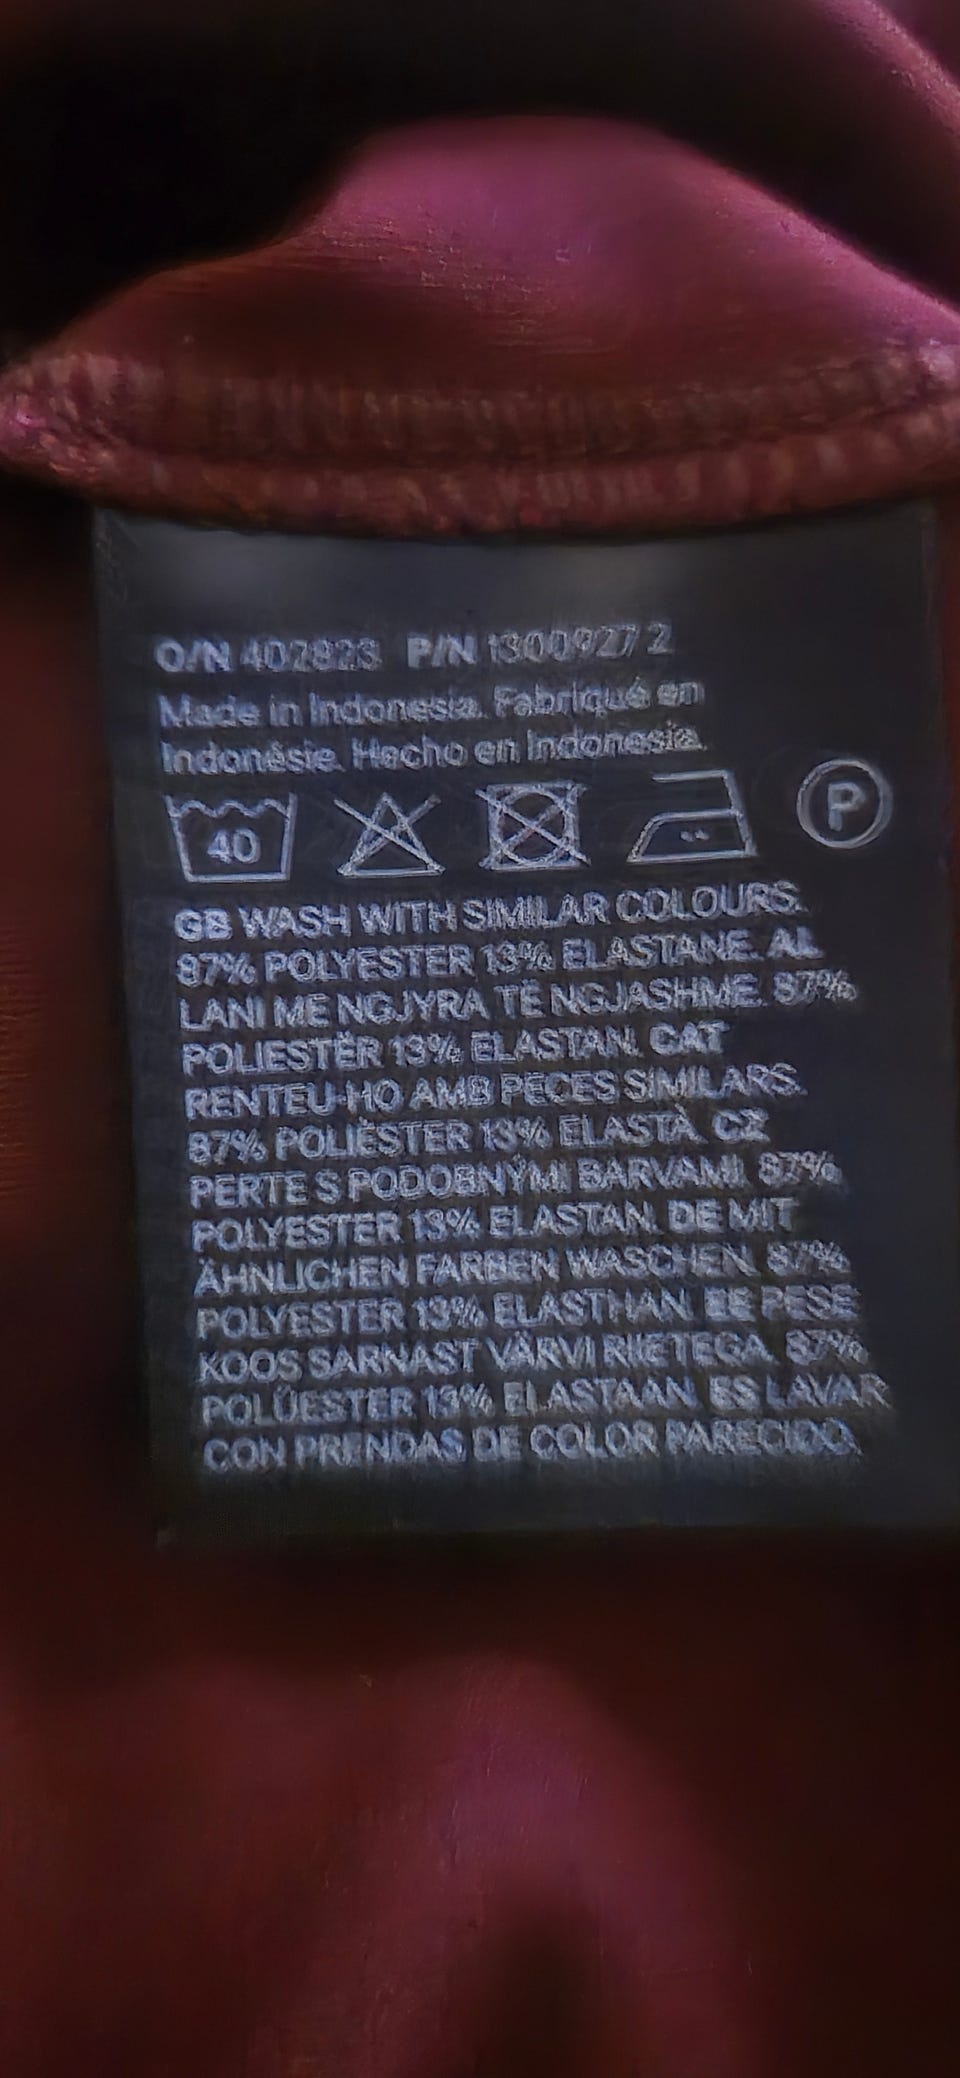 O/N 402823 P/N 1300927 2
Made in Indonesia. Fabriqué en
Indonésie. Hecho en Indonesia.
40 P
GB WASH WITH SIMILAR COLOURS.
87% POLYESTER 13% ELASTANE. AL
LANI ME NGJYRA TË NGJASHME. 87%
POLIESTËR 13% ELASTAN. CAT
RENTEU-HO AMB PECES SIMILARS.
87% POLIÈSTER 13% ELASTÀ. CZ
PERTE S PODOBNÝMI BARVAMI. 87%
POLYESTER 13% ELASTAN. DE MIT
ÄHNLICHEN FARBEN WASCHEN. 87%
POLYESTER 13% ELASTHAN. EE PESE
KOOS SARNAST VÄRVI RIIETEGA. 87%
POLÜESTER 13% ELASTAAN. ES LAVAR
CON PRENDAS DE COLOR PARECIDO.